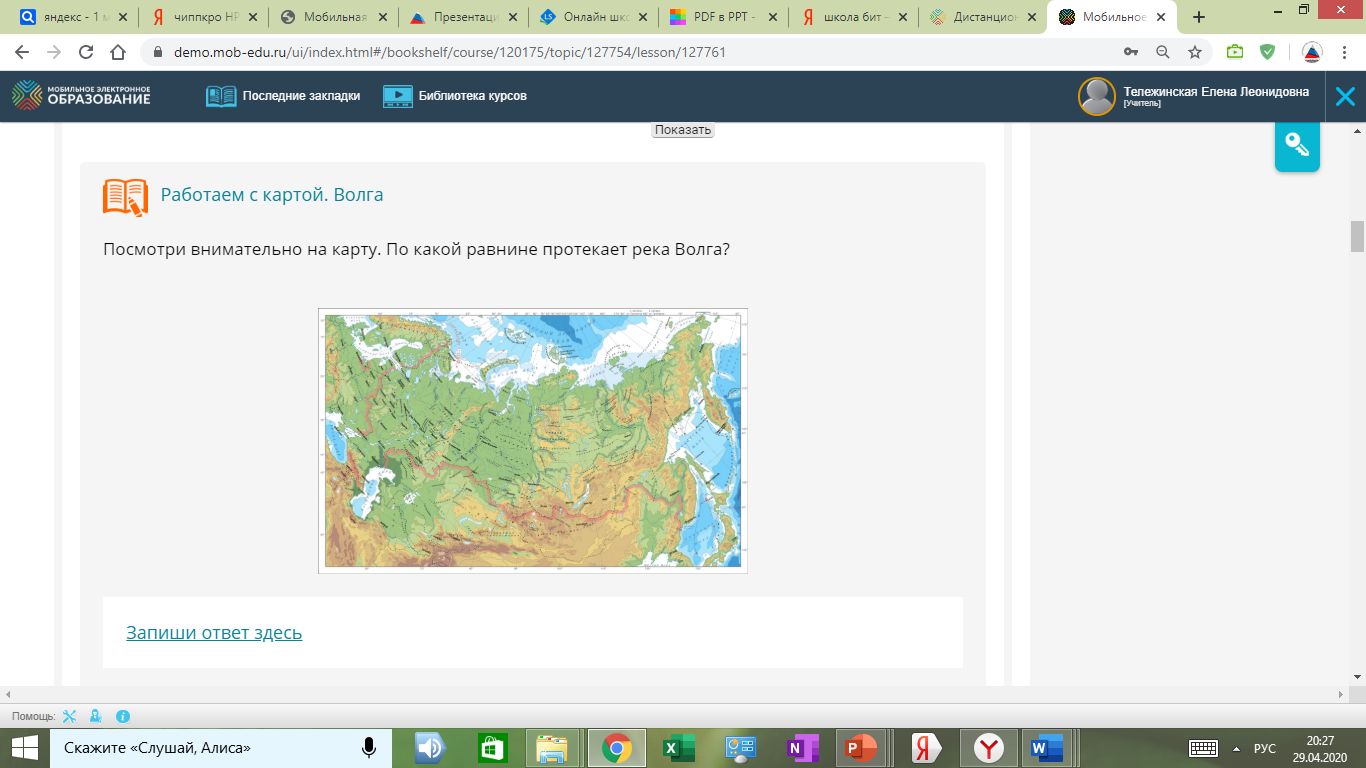 яндекс - 1 м
чиппкро НР
Мобильная
Презентаци
Онлайн шко
PDF в PPT -
школа бит –
Дистанцион
Мобильное
demo.mob-edu.ru/ui/index.html#/bookshelf/course/120175/topic/127754/lesson/127761
МОБИЛЬНОЕ ЭЛЕКТРОННОЕ
ОБРАЗОВАНИЕ
Последние закладки
Библиотека курсов
Тележинская Елена Леонидовна
[Учитель]
Показать
Работаем с картой. Волга
Посмотри внимательно на карту. По какой равнине протекает река Волга?
Запиши ответ здесь
Помощь:
Скажите «Слушай, Алиса»
РУС
20:27
29.04.2020